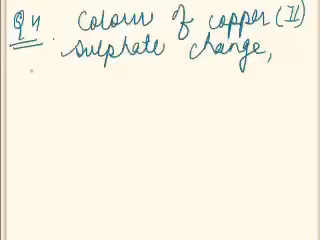 Q4. Colour of copper (II)
sulphate change,